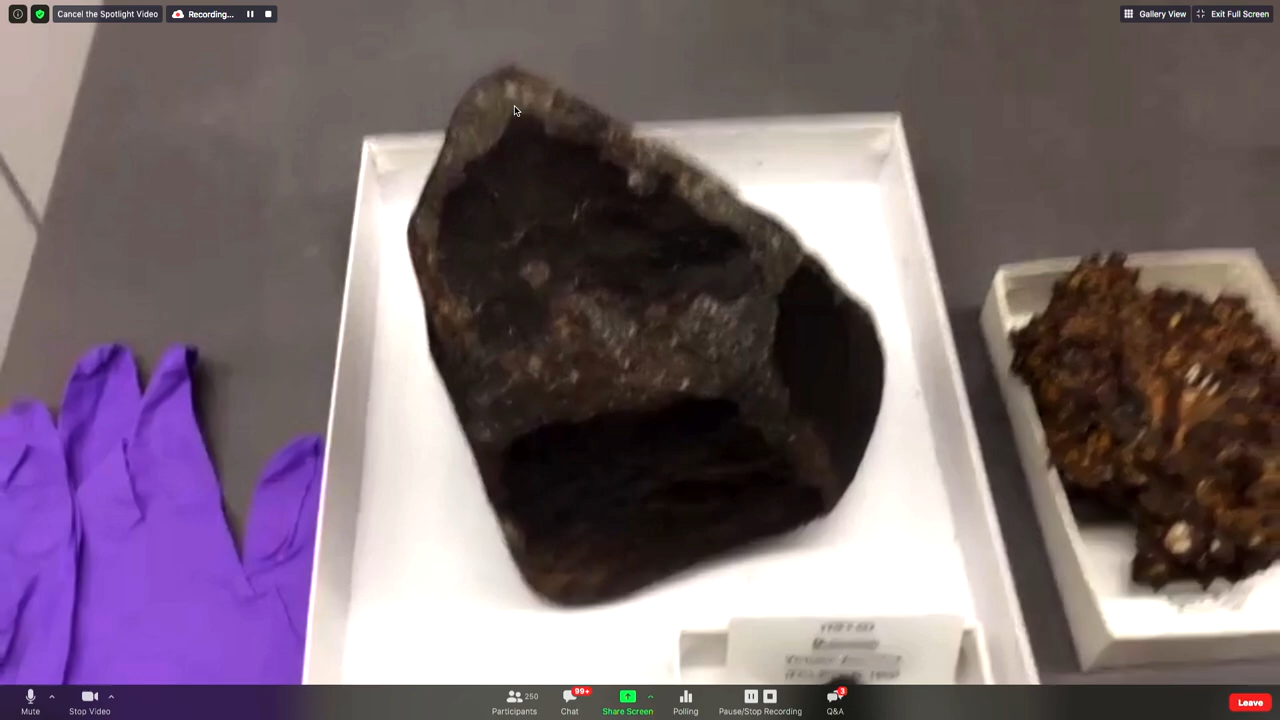 Cancel the Spotlight Video
Recording...
Gallery View
Exit Full Screen
Mute
Stop Video
250
Participants
99+
Chat
Share Screen
Polling
Pause/Stop Recording
3
Q&A
Leave